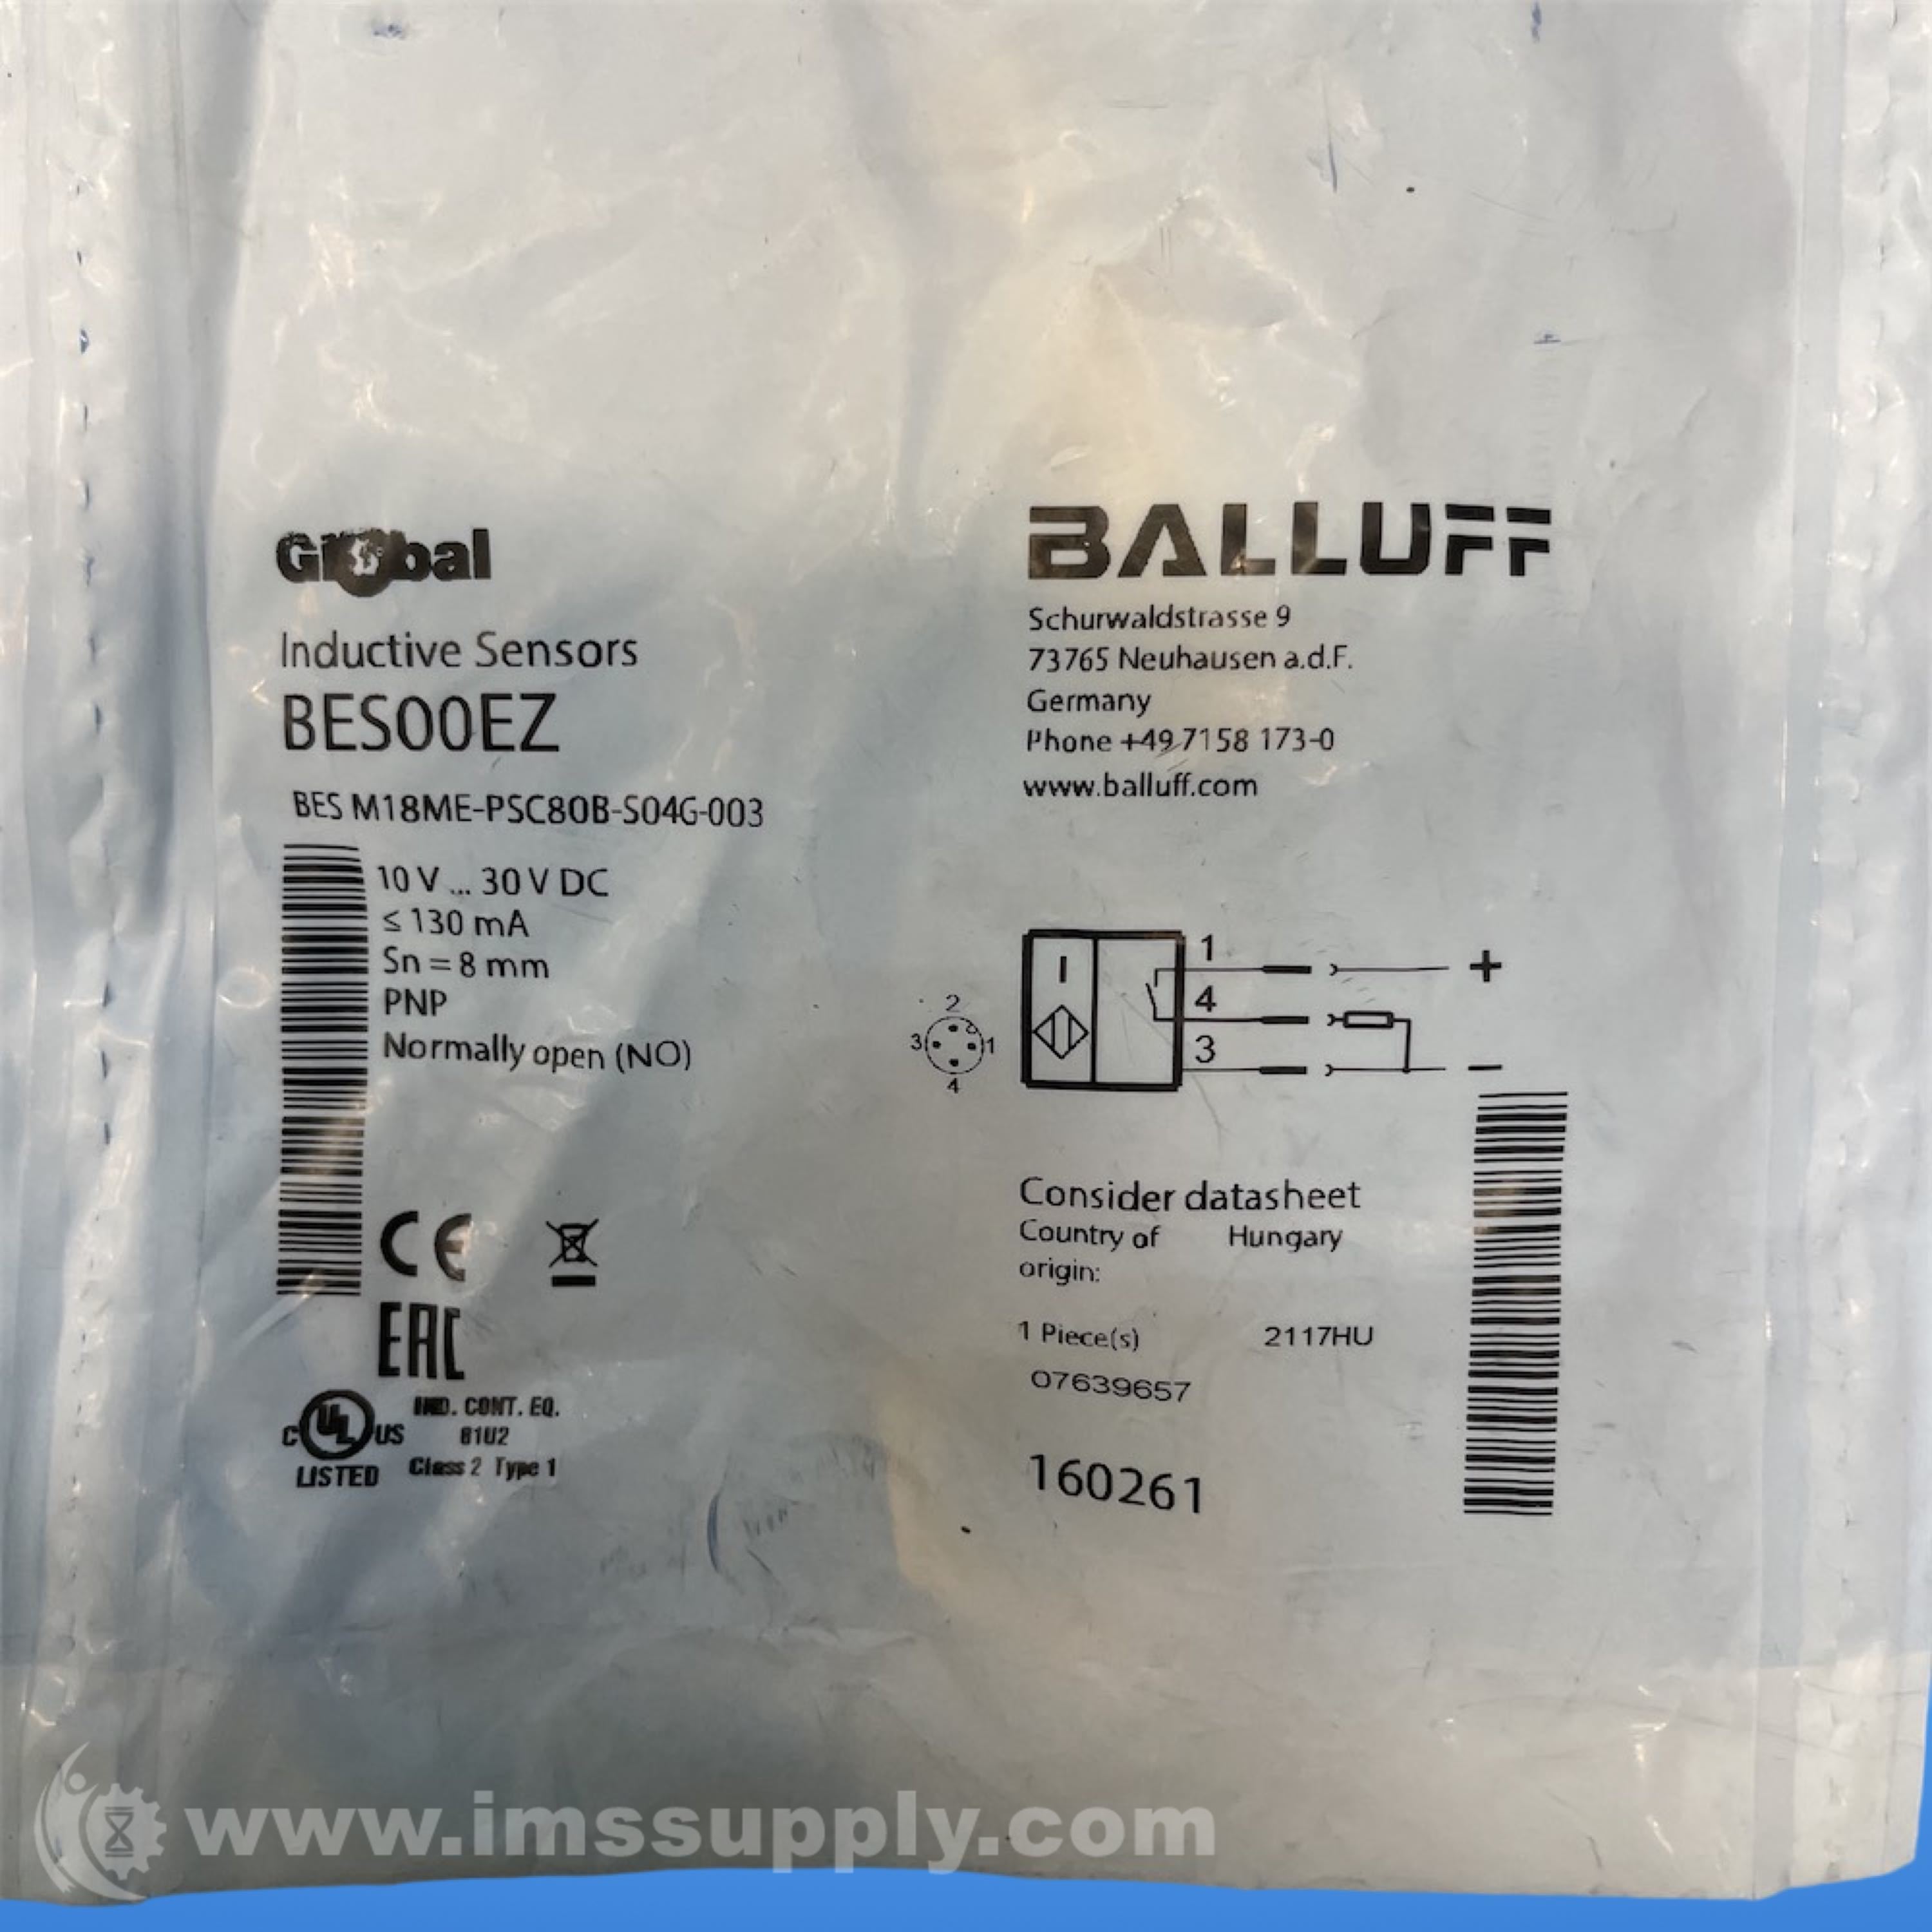 Global
Inductive Sensors
BES00EZ
BES M18ME-PSC80B-S04G-003
10 V ... 30 V DC
≤ 130 mA
Sn = 8 mm
PNP
Normally open (NO)
CE
EAC
C UL US
LISTED
IND. CONT. EQ.
81U2
Class 2 Type 1
BALLUFF
Schurwaldstrasse 9
73765 Neuhausen a.d.F.
Germany
Phone +49 7158 173-0
www.balluff.com
2
3 1
4
1 +
4
3 −
Consider datasheet
Country of origin: Hungary
1 Piece(s) 2117HU
07639657
160261
www.imssupply.com